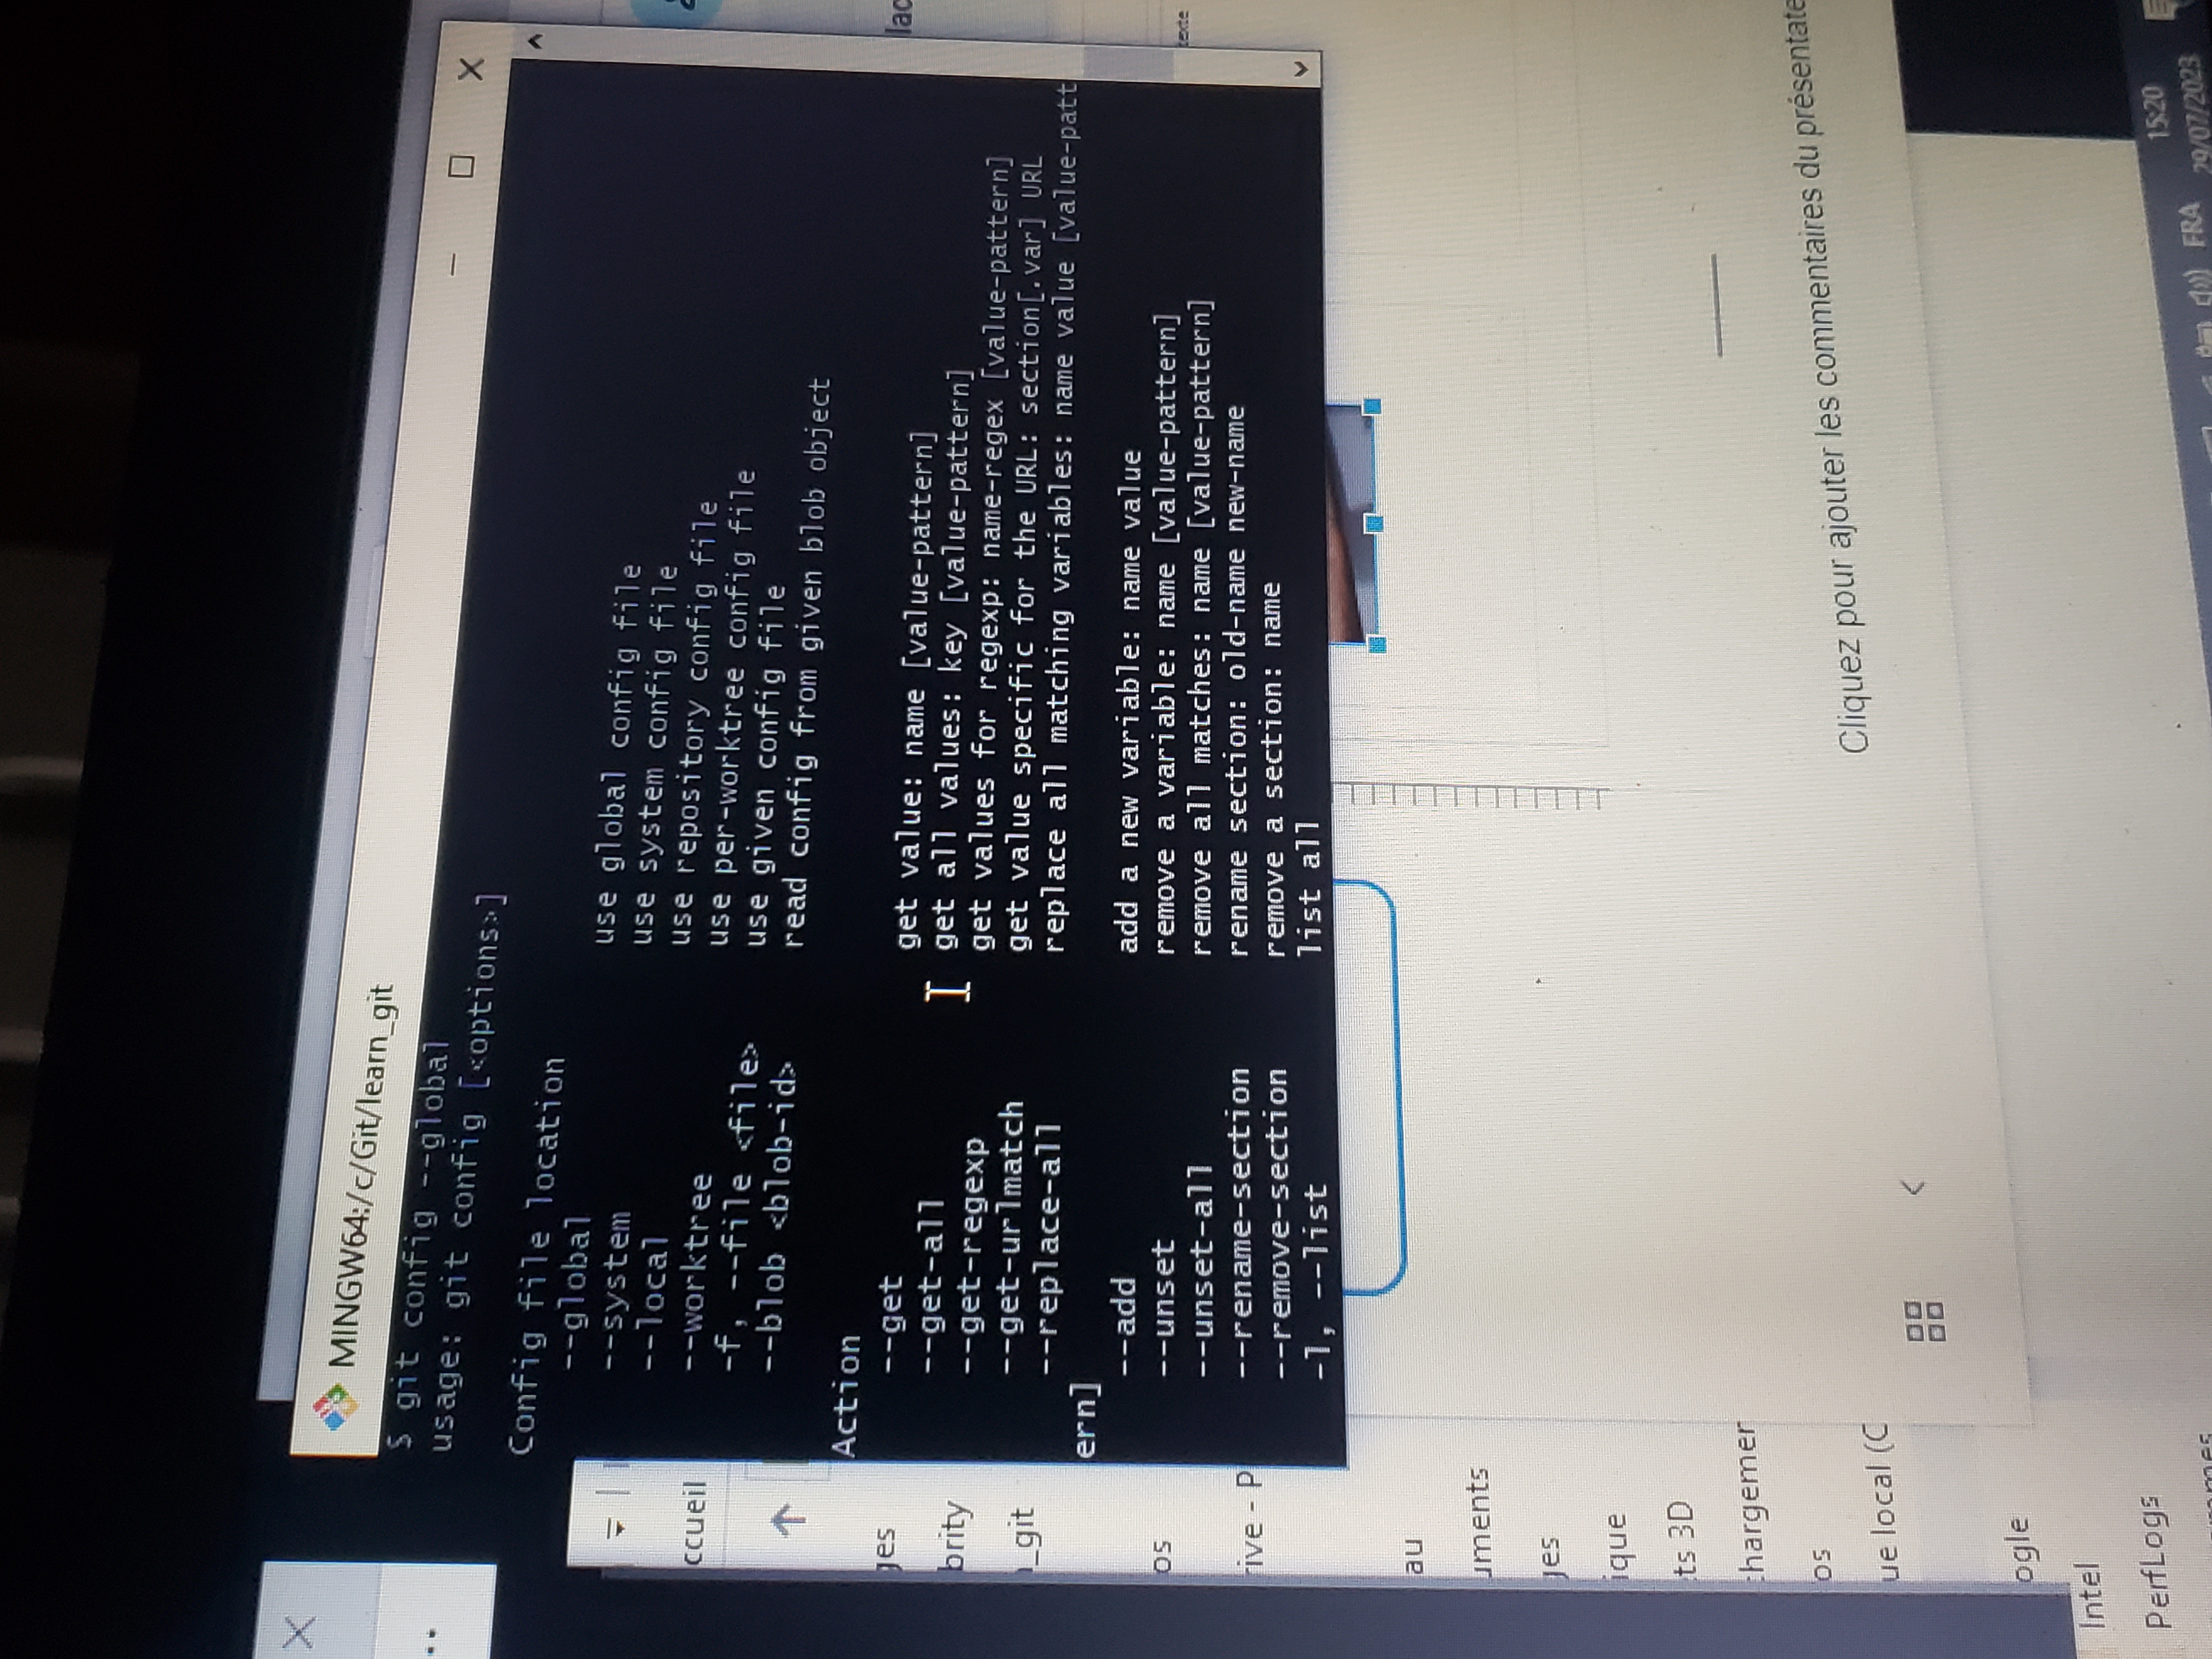 MINGW64:/c/Git/learn_git
$ git config --global
usage: git config [<options>]
Config file location
--global use global config file
--system use system config file
--local use repository config file
--worktree use per-worktree config file
-f, --file <file> use given config file
--blob <blob-id> read config from given blob object
Action
--get get value: name [value-pattern]
--get-all get all values: key [value-pattern]
--get-regexp get values for regexp: name-regex [value-pattern]
--get-urlmatch get value specific for the URL: section[.var] URL
--replace-all replace all matching variables: name value [value-patt
ern]
--add add a new variable: name value
--unset remove a variable: name [value-pattern]
--unset-all remove all matches: name [value-pattern]
--rename-section rename section: old-name new-name
--remove-section remove a section: name
-l, --list list all
ccueil
ges
brity
_git
os
rive - P
au
uments
ges
ique
ts 3D
chargemer
os
ue local (C
ogle
Intel
PerfLogs
lac
texte
Cliquez pour ajouter les commentaires du présentate
FRA
15:20
29/07/2023